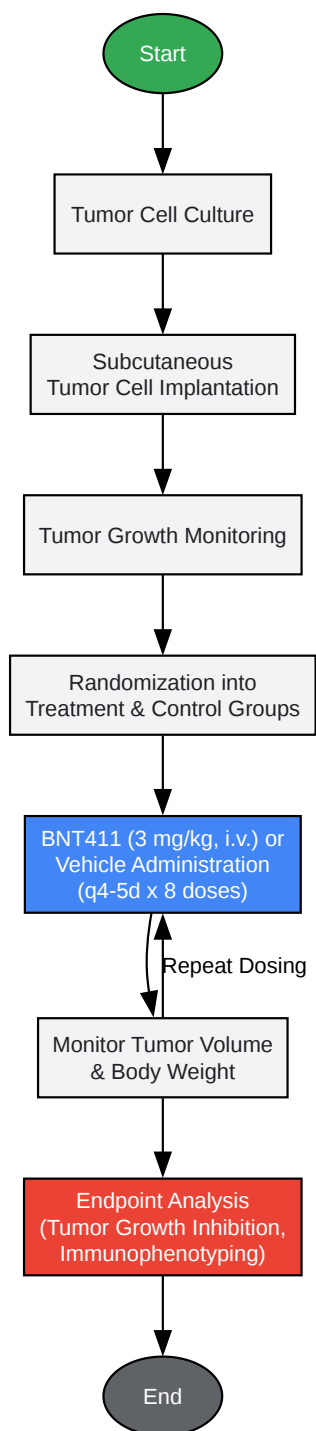 Start
Tumor Cell Culture
Subcutaneous
Tumor Cell Implantation
Tumor Growth Monitoring
Randomization into
Treatment & Control Groups
BNT411 (3 mg/kg, i.v.) or
Vehicle Administration
(q4-5d x 8 doses)
Repeat Dosing
Monitor Tumor Volume
& Body Weight
Endpoint Analysis
(Tumor Growth Inhibition,
Immunophenotyping)
End